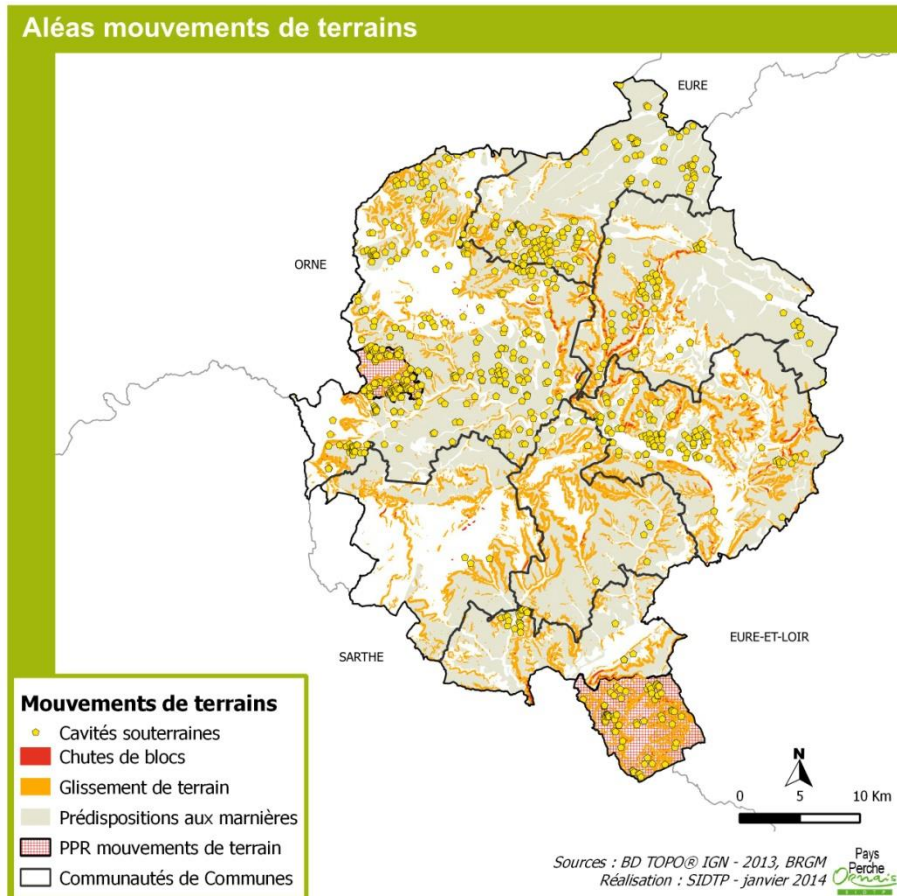 Aléas mouvements de terrains
EURE
ORNE
SARTHE
EURE-ET-LOIR
Mouvements de terrains
Cavités souterraines
Chutes de blocs
Glissement de terrain
Prédispositions aux marnières
PPR mouvements de terrain
Communautés de Communes
N
0 5 10 Km
Sources : BD TOPO® IGN - 2013, BRGM
Réalisation : SIDTP - janvier 2014
Pays
Perche
Ornais
SIDTP